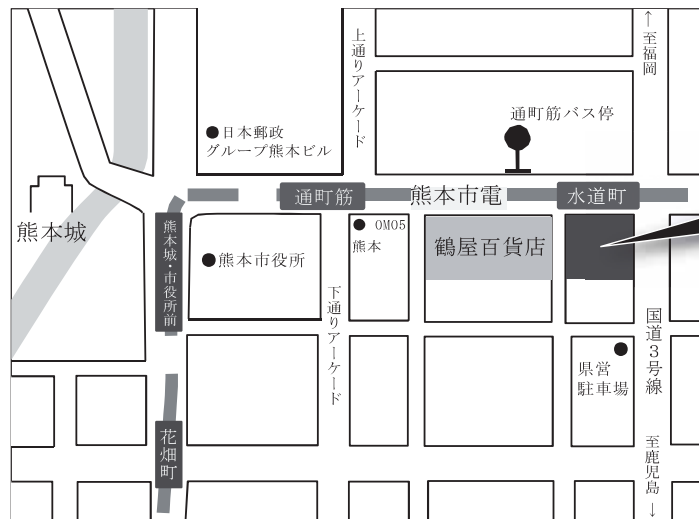 上通りアーケード
↑至福岡
●日本郵政
グループ熊本ビル
通町筋バス停
通町筋
熊本市電
水道町
熊本城
熊本城・市役所前
●熊本市役所
● OMO5
熊本
鶴屋百貨店
下通りアーケード
国道3号線
県営
駐車場
花畑町
至鹿児島↓